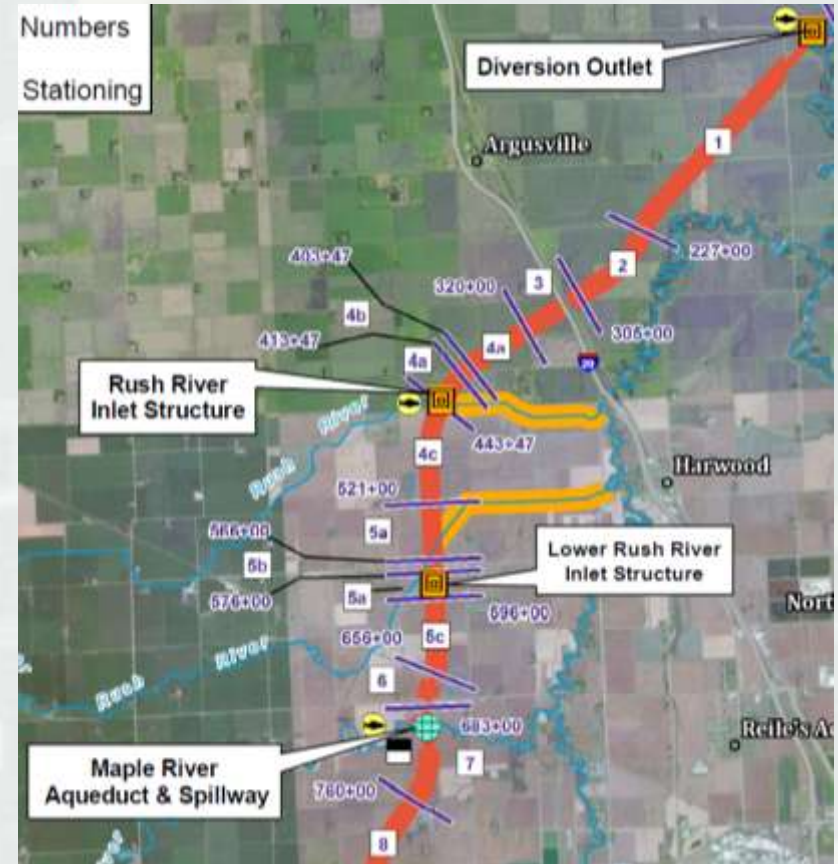 Numbers
Stationing
Diversion Outlet
Argusville
1
227+00
2
403+47
320+00
3
305+00
4b
413+47
4a
4a
29
Rush River
Inlet Structure
Rush River
443+47
4c
Harwood
521+00
5a
566+00
5b
Lower Rush River
Inlet Structure
576+00
5a
596+00
North
656+00
5c
Rush River
6
683+00
Reile's A
Maple River
Aqueduct & Spillway
7
760+00
8